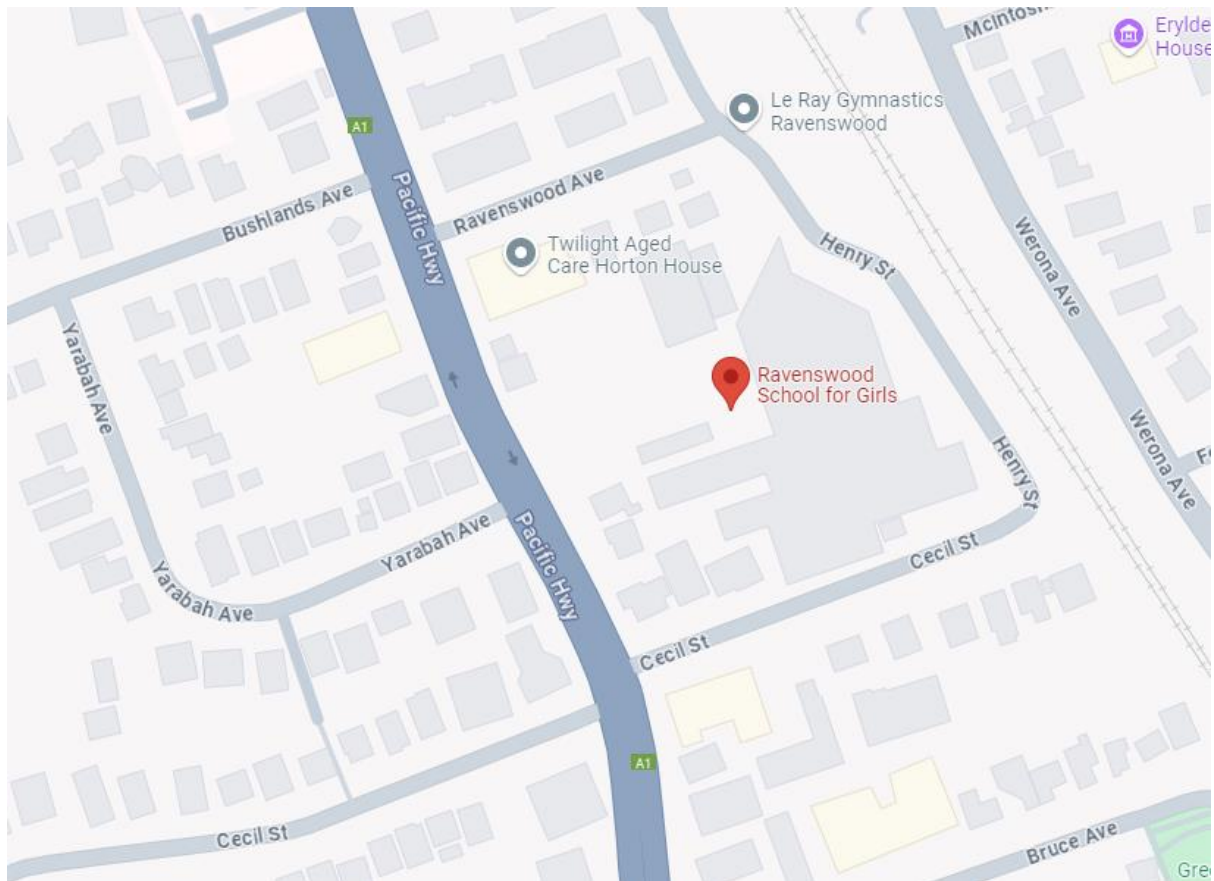 McIntosh
Erylde
House
Le Ray Gymnastics
Ravenswood
A1
Bushlands Ave
Pacific Hwy
Ravenswood Ave
Twilight Aged
Care Horton House
Henry St
Werona Ave
Yarabah Ave
Ravenswood
School for Girls
Werona Ave
Henry St
Fe
Yarabah Ave
Pacific Hwy
Yarabah Ave
Cecil St
Cecil St
A1
Cecil St
Bruce Ave
Gree